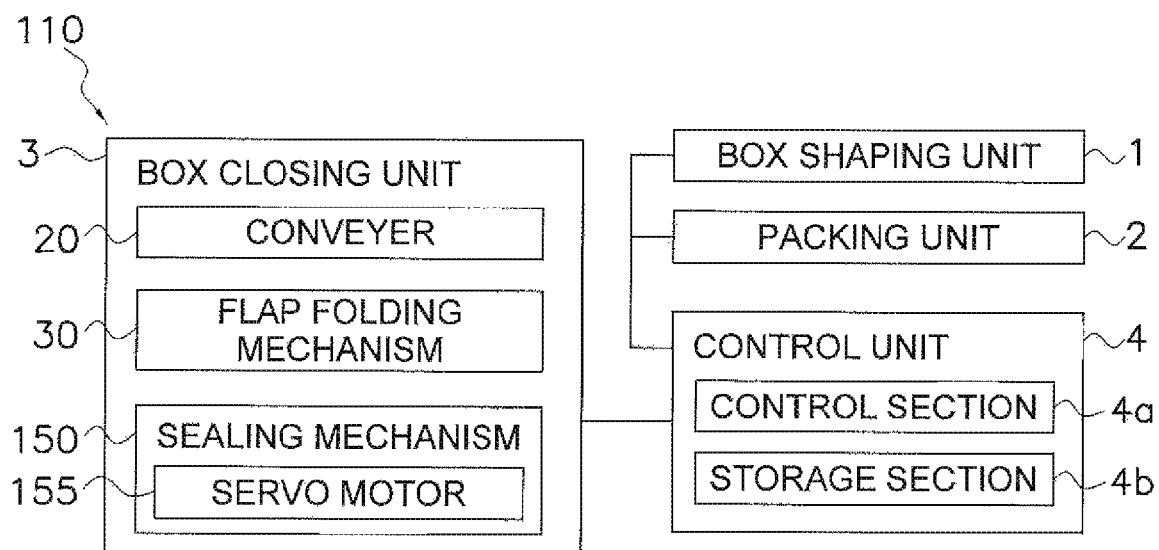 110
3
BOX CLOSING UNIT
20
CONVEYER
30
FLAP FOLDING
MECHANISM
150
SEALING MECHANISM
155
SERVO MOTOR
BOX SHAPING UNIT
1
PACKING UNIT
2
CONTROL UNIT
4
CONTROL SECTION
4a
STORAGE SECTION
4b